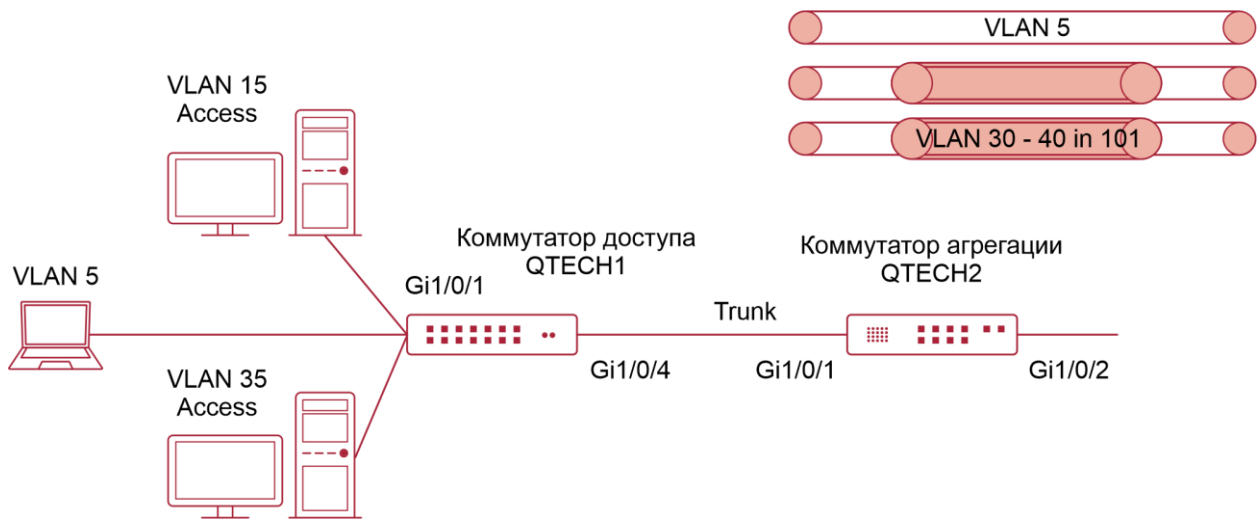 VLAN 5
VLAN 30 - 40 in 101
VLAN 15
Access
Коммутатор доступа
QTECH1
Коммутатор агрегации
QTECH2
VLAN 5
Gi1/0/1
Trunk
Gi1/0/4
Gi1/0/1
Gi1/0/2
VLAN 35
Access